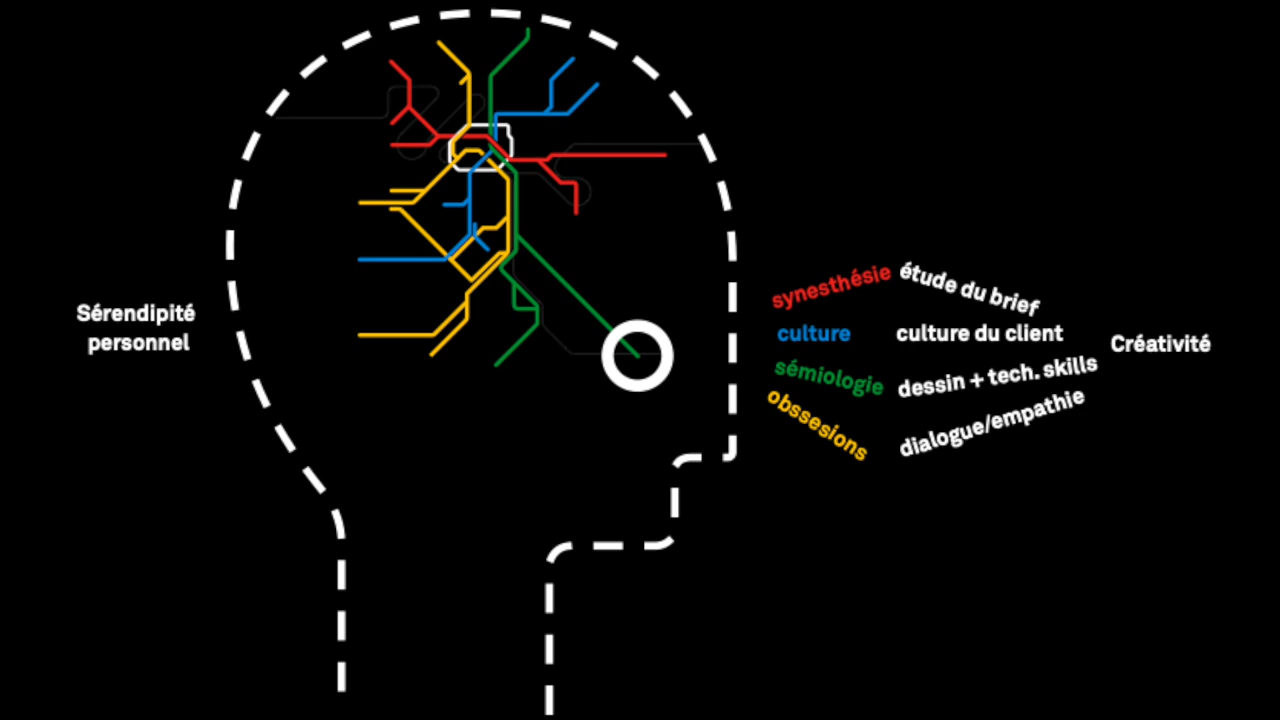 Sérendipité
personnel
synesthésie
culture
sémiologie
obssesions
étude du brief
culture du client
dessin + tech. skills
dialogue/empathie
Créativité